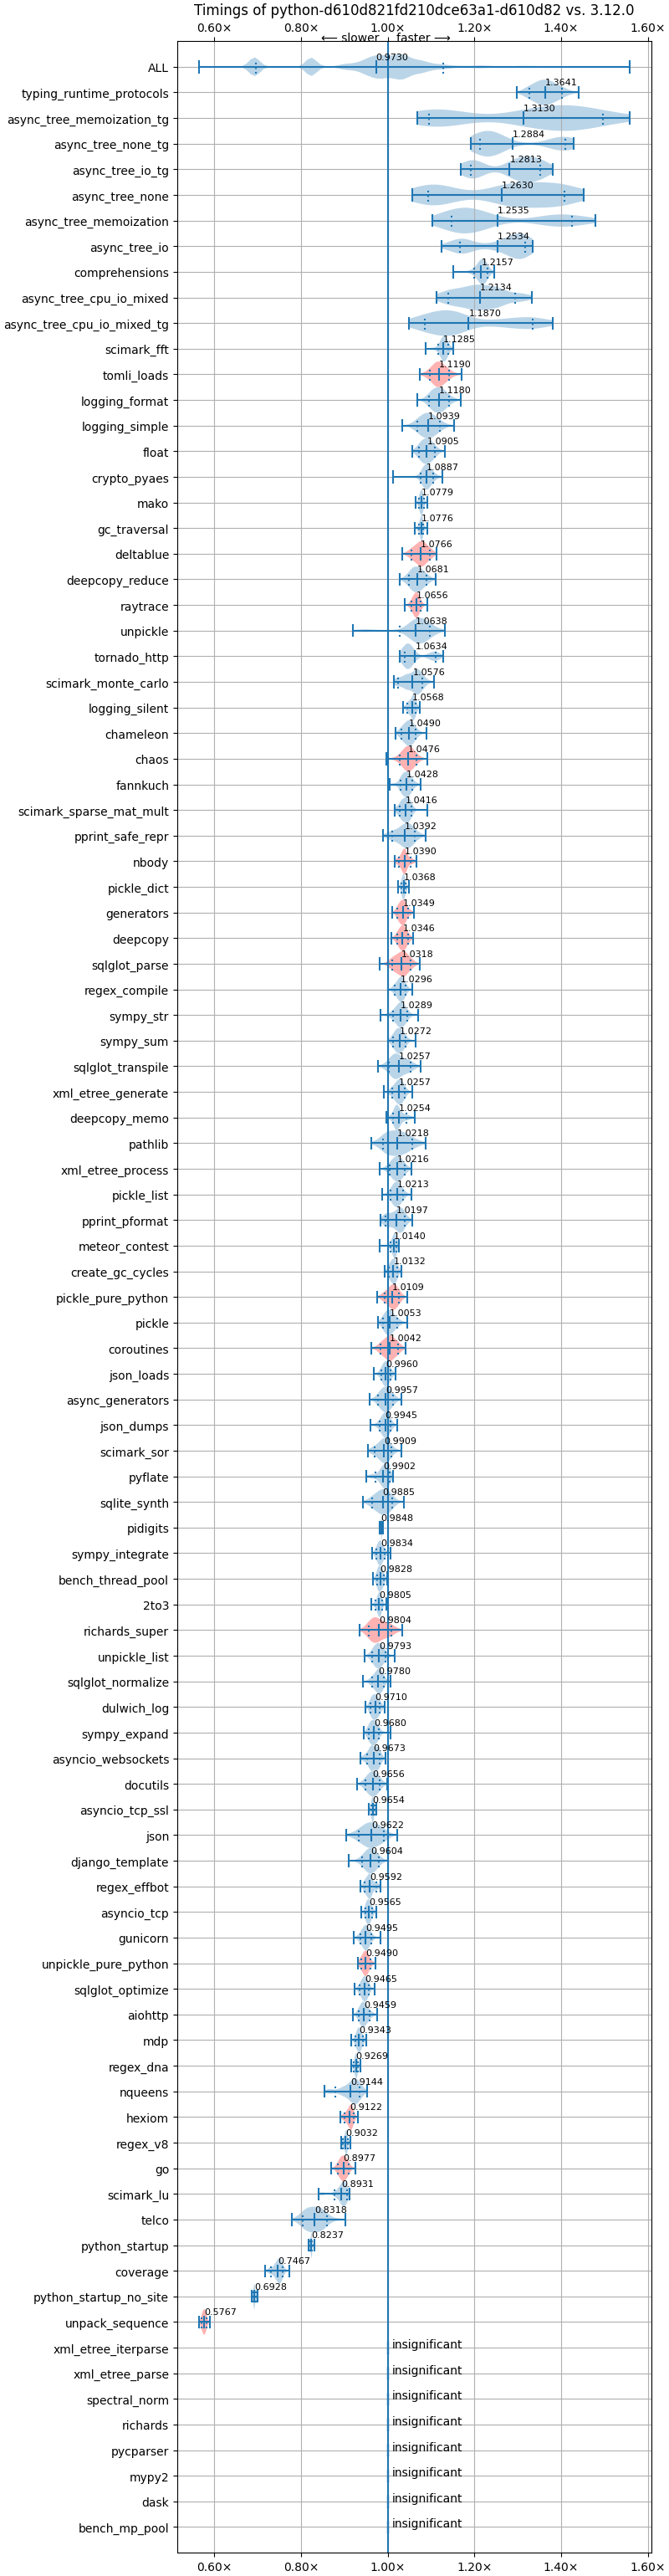 Timings of python-d610d821fd210dce63a1-d610d82 vs. 3.12.0
0.60× 0.80× 1.00× 1.20× 1.40× 1.60×
← slower faster →
ALL 0.9730
typing_runtime_protocols 1.3641
async_tree_memoization_tg 1.3130
async_tree_none_tg 1.2884
async_tree_io_tg 1.2813
async_tree_none 1.2630
async_tree_memoization 1.2535
async_tree_io 1.2534
comprehensions 1.2157
async_tree_cpu_io_mixed 1.2134
async_tree_cpu_io_mixed_tg 1.1870
scimark_fft 1.1285
tomli_loads 1.1190
logging_format 1.1180
logging_simple 1.0939
float 1.0905
crypto_pyaes 1.0887
mako 1.0779
gc_traversal 1.0776
deltablue 1.0766
deepcopy_reduce 1.0681
raytrace 1.0656
unpickle 1.0638
tornado_http 1.0634
scimark_monte_carlo 1.0576
logging_silent 1.0568
chameleon 1.0490
chaos 1.0476
fannkuch 1.0428
scimark_sparse_mat_mult 1.0416
pprint_safe_repr 1.0392
nbody 1.0390
pickle_dict 1.0368
generators 1.0349
deepcopy 1.0346
sqlglot_parse 1.0318
regex_compile 1.0296
sympy_str 1.0289
sympy_sum 1.0272
sqlglot_transpile 1.0257
xml_etree_generate 1.0257
deepcopy_memo 1.0254
pathlib 1.0218
xml_etree_process 1.0216
pickle_list 1.0213
pprint_pformat 1.0197
meteor_contest 1.0140
create_gc_cycles 1.0132
pickle_pure_python 1.0109
pickle 1.0053
coroutines 1.0042
json_loads 0.9960
async_generators 0.9957
json_dumps 0.9945
scimark_sor 0.9909
pyflate 0.9902
sqlite_synth 0.9885
pidigits 0.9848
sympy_integrate 0.9834
bench_thread_pool 0.9828
2to3 0.9805
richards_super 0.9804
unpickle_list 0.9793
sqlglot_normalize 0.9780
dulwich_log 0.9710
sympy_expand 0.9680
asyncio_websockets 0.9673
docutils 0.9656
asyncio_tcp_ssl 0.9654
json 0.9622
django_template 0.9604
regex_effbot 0.9592
asyncio_tcp 0.9565
gunicorn 0.9495
unpickle_pure_python 0.9490
sqlglot_optimize 0.9465
aiohttp 0.9459
mdp 0.9343
regex_dna 0.9269
nqueens 0.9144
hexiom 0.9122
regex_v8 0.9032
go 0.8977
scimark_lu 0.8931
telco 0.8318
python_startup 0.8237
coverage 0.7467
python_startup_no_site 0.6928
unpack_sequence 0.5767
xml_etree_iterparse insignificant
xml_etree_parse insignificant
spectral_norm insignificant
richards insignificant
pycparser insignificant
mypy2 insignificant
dask insignificant
bench_mp_pool insignificant
0.60× 0.80× 1.00× 1.20× 1.40× 1.60×